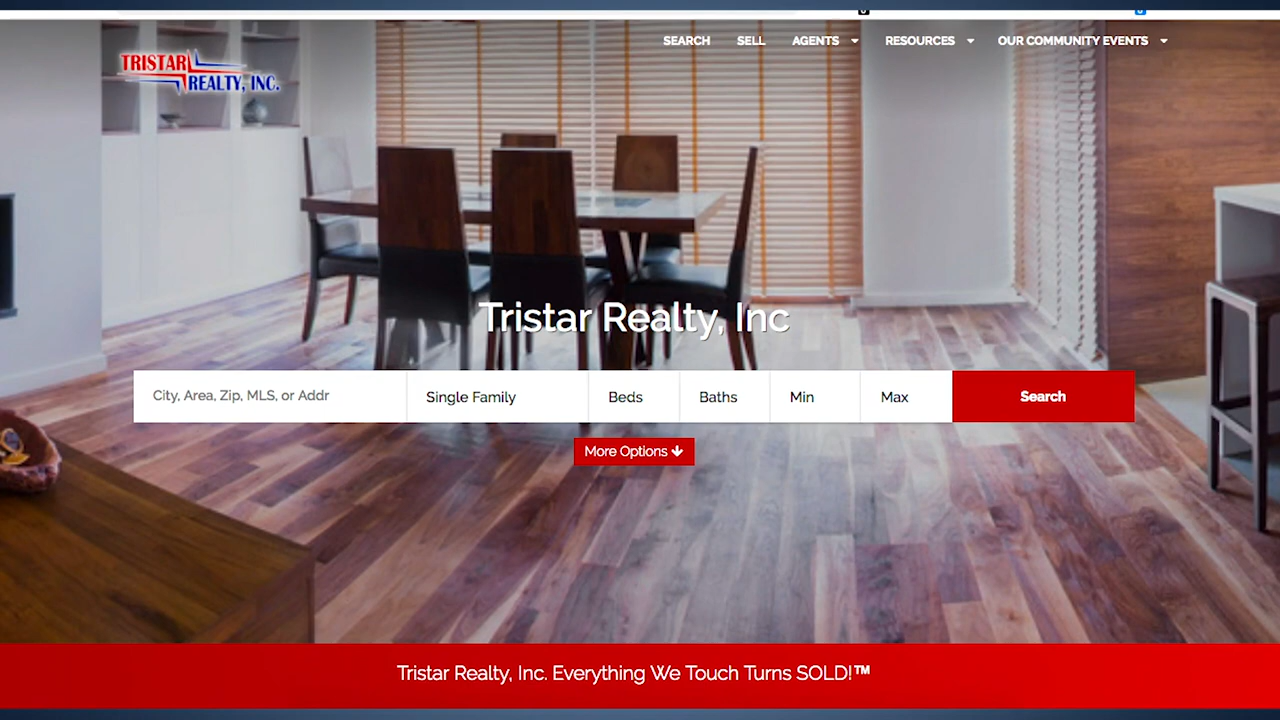 SEARCH SELL AGENTS RESOURCES OUR COMMUNITY EVENTS
TRISTAR
REALTY, INC.
Tristar Realty, Inc
City, Area, Zip, MLS, or Addr Single Family Beds Baths Min Max Search
More Options
Tristar Realty, Inc. Everything We Touch Turns SOLD!™